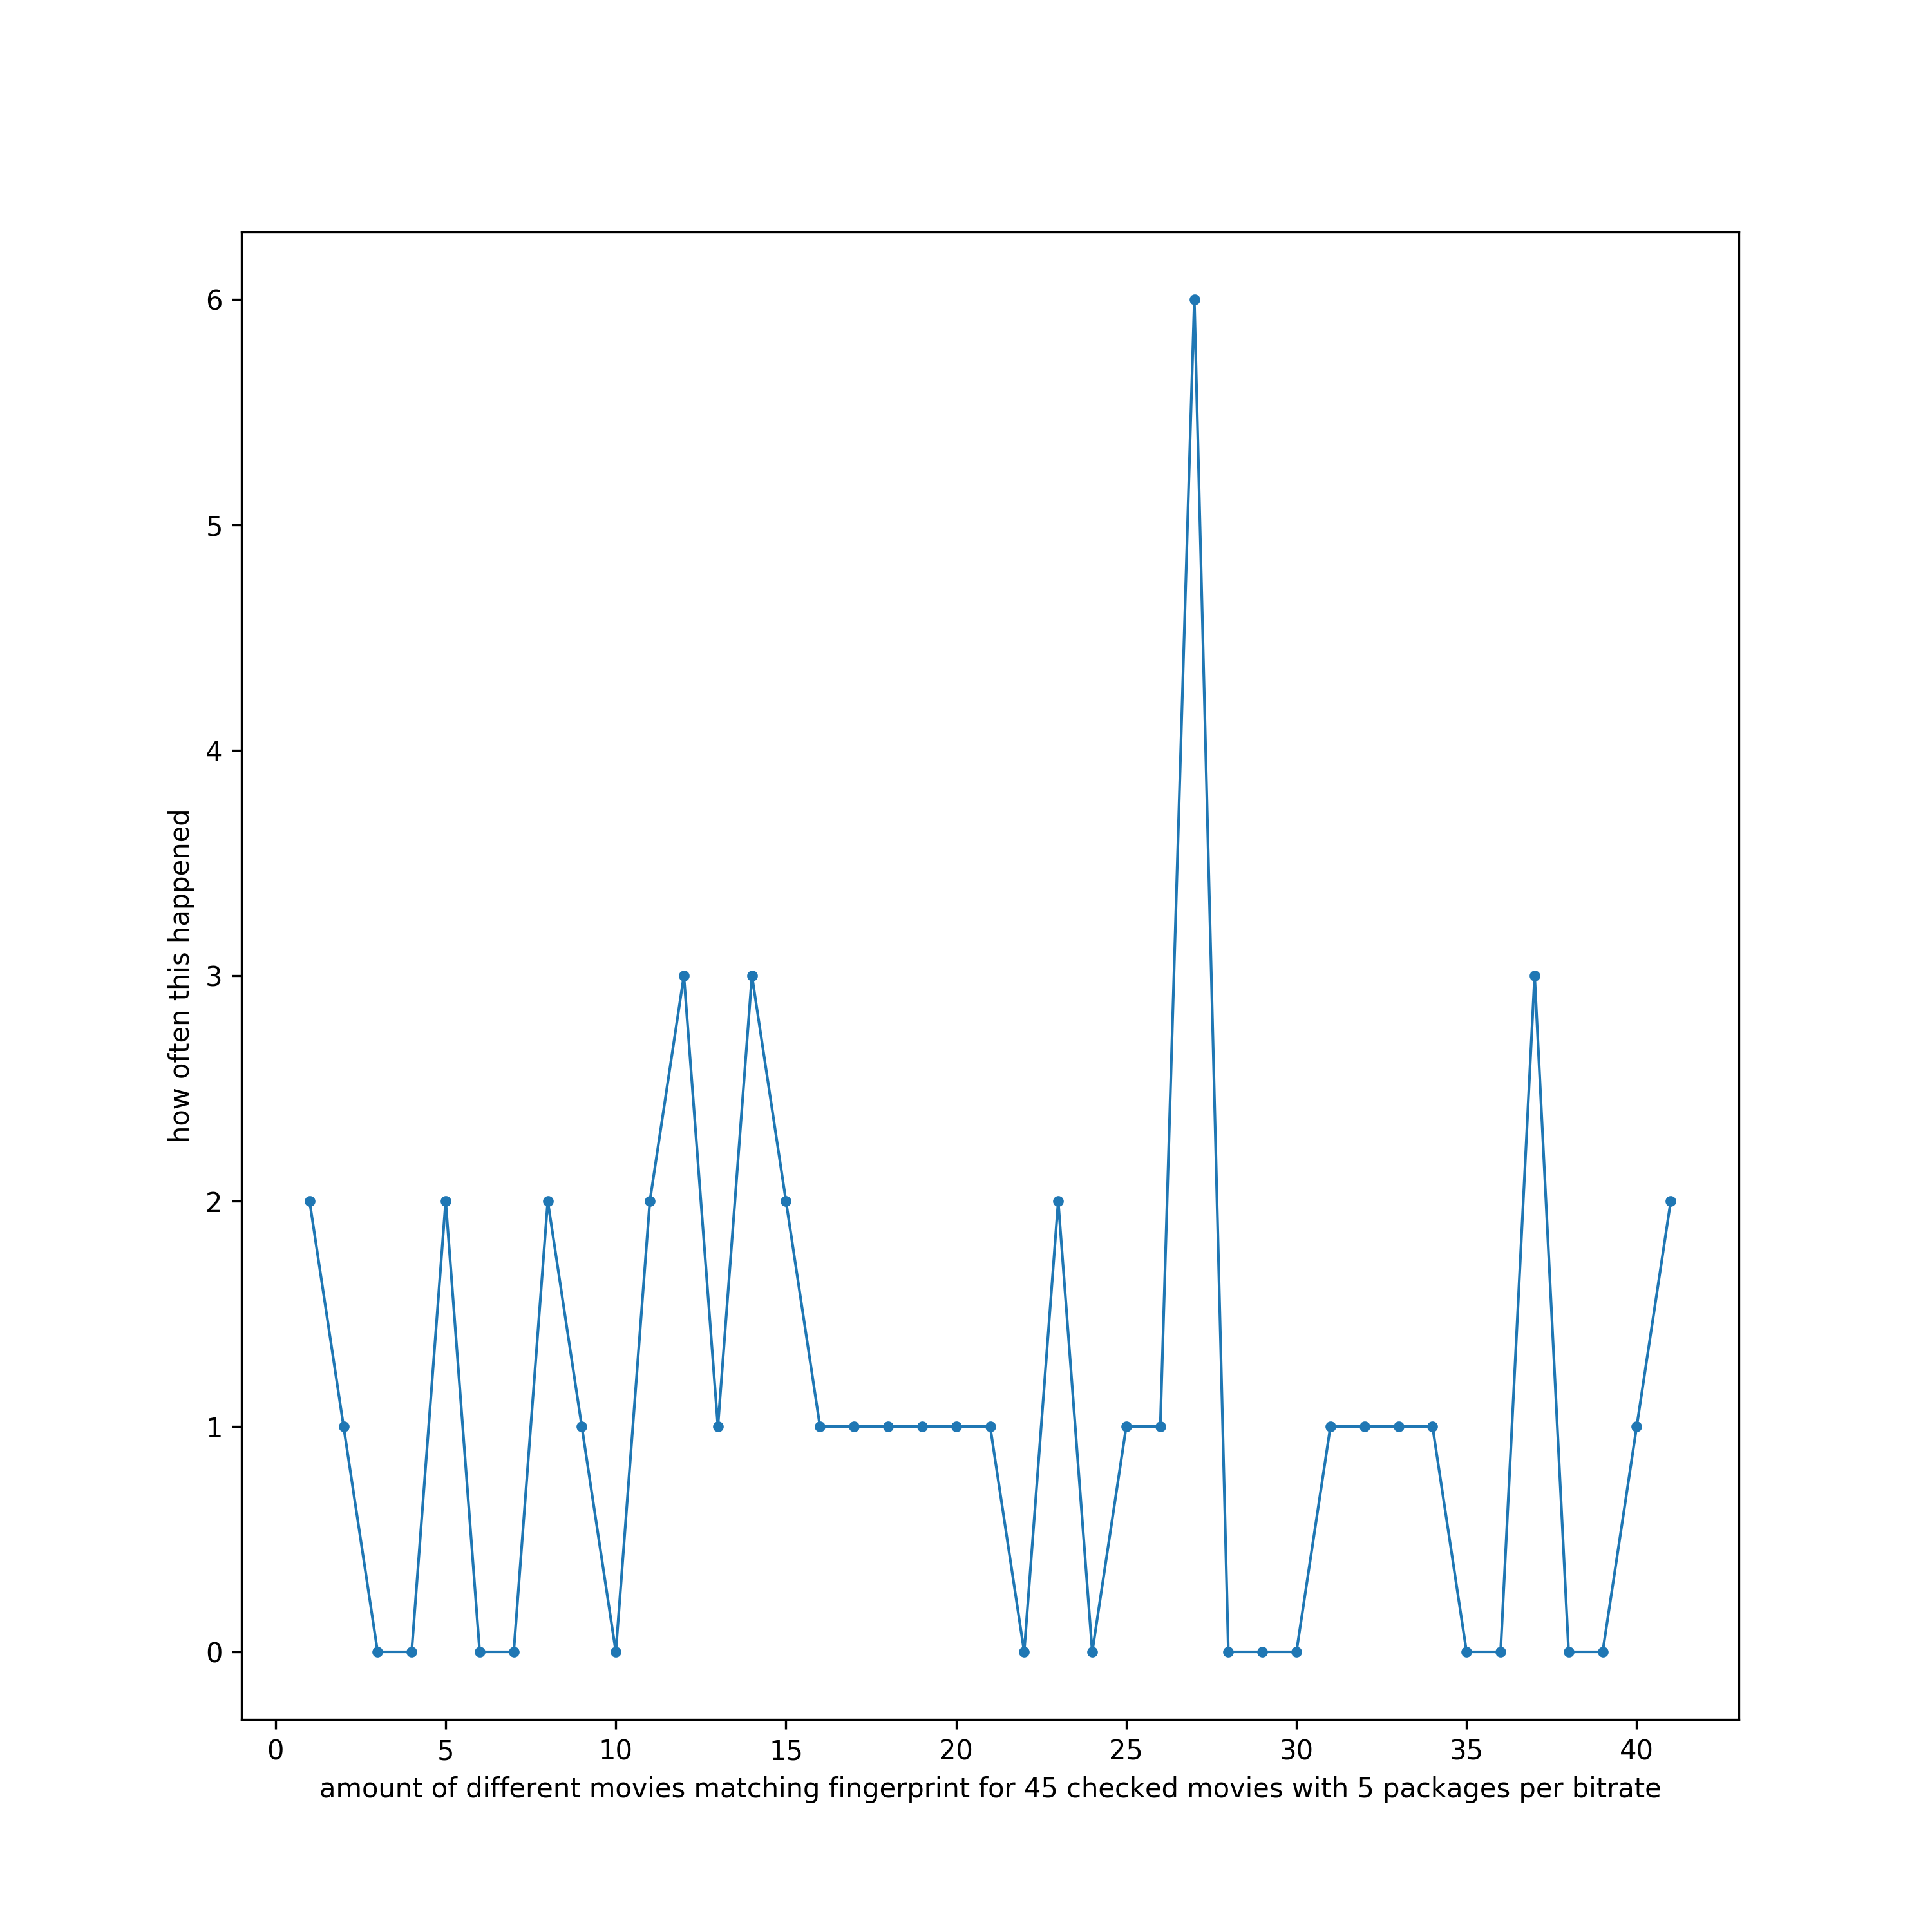 6
5
4
3
2
1
0
how often this happened
0 5 10 15 20 25 30 35 40
amount of different movies matching fingerprint for 45 checked movies with 5 packages per bitrate